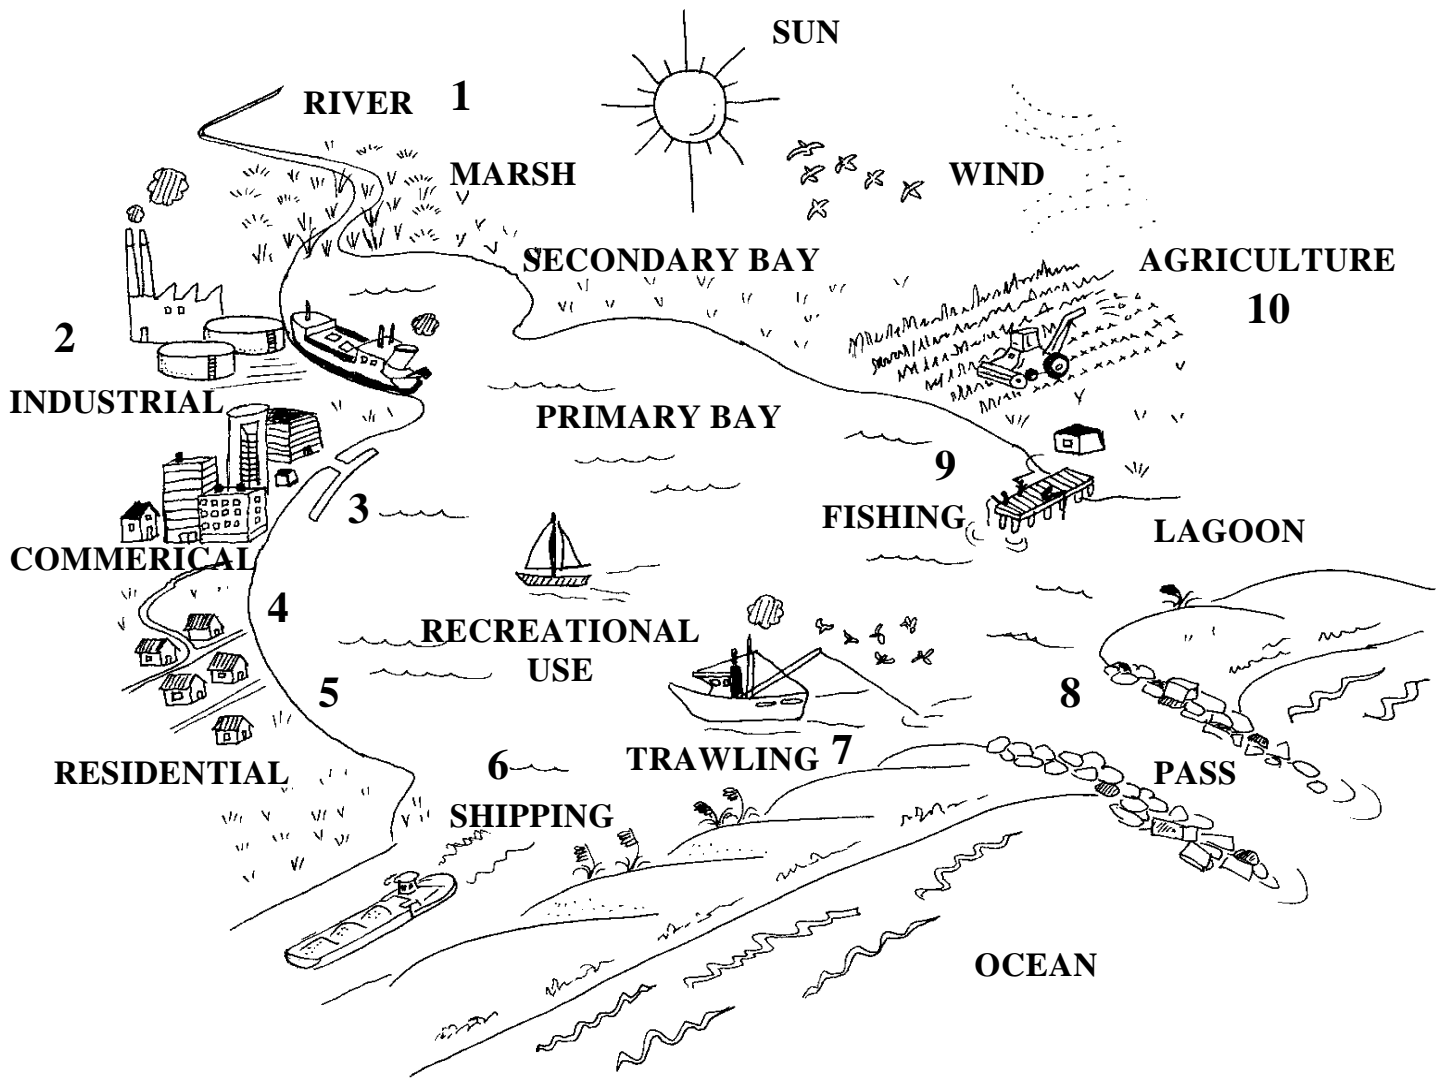 SUN
RIVER 1
MARSH
WIND
SECONDARY BAY
AGRICULTURE
10
2
INDUSTRIAL
PRIMARY BAY
9
3
FISHING
LAGOON
COMMERICAL
4
RECREATIONAL
USE
5
8
RESIDENTIAL
6
TRAWLING 7
PASS
SHIPPING
OCEAN